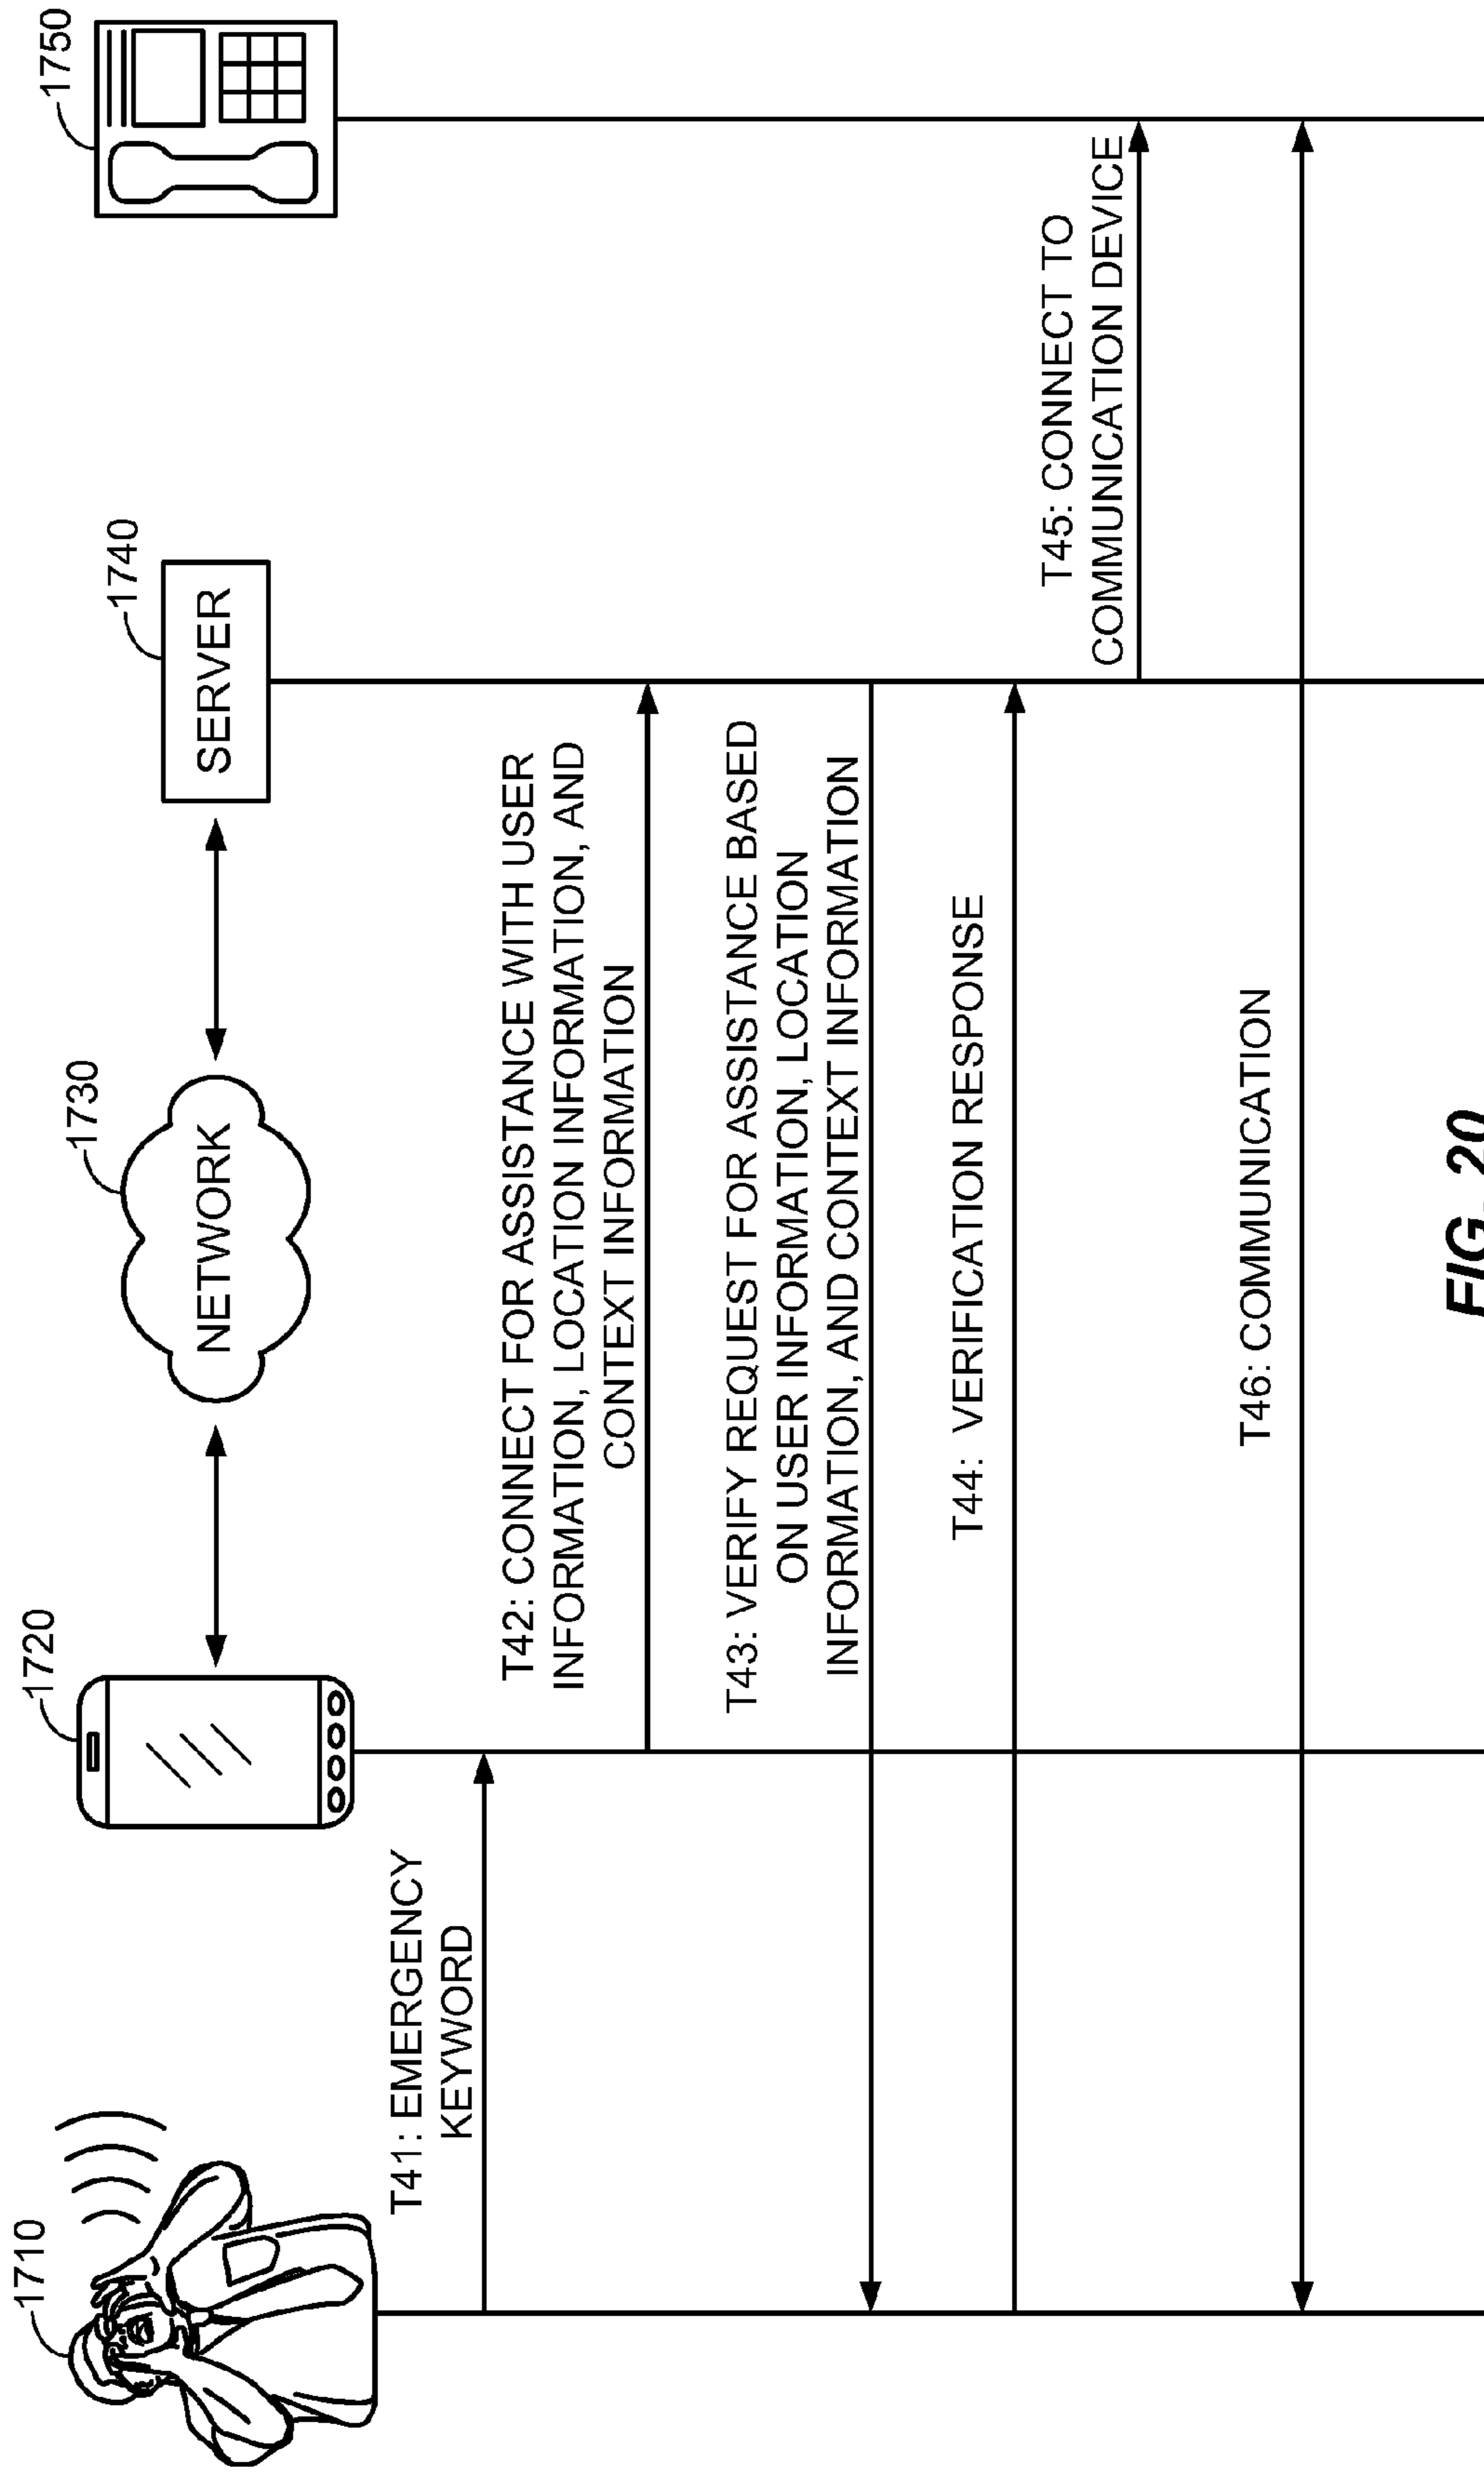 1710
1720
1730
1740
1750
NETWORK
SERVER
T41: EMERGENCY
KEYWORD
T42: CONNECT FOR ASSISTANCE WITH USER
INFORMATION, LOCATION INFORMATION, AND
CONTEXT INFORMATION
T43: VERIFY REQUEST FOR ASSISTANCE BASED
ON USER INFORMATION, LOCATION
INFORMATION, AND CONTEXT INFORMATION
T44: VERIFICATION RESPONSE
T45: CONNECT TO
COMMUNICATION DEVICE
T46: COMMUNICATION
FIG. 20